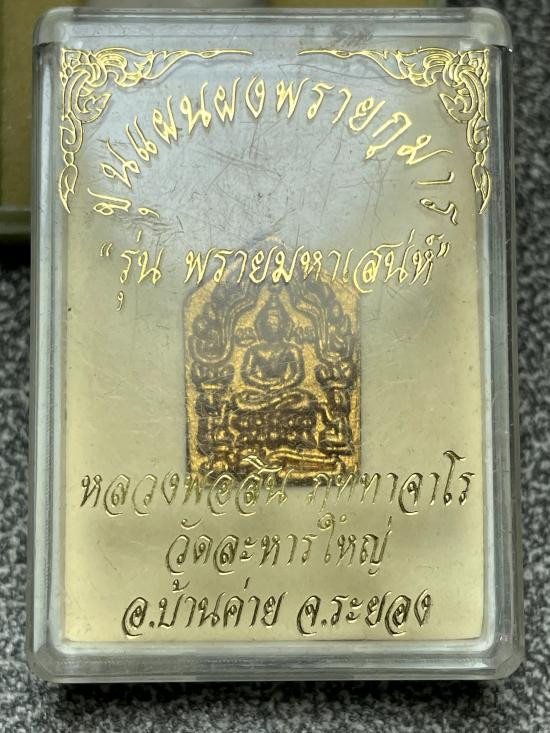 ขุนแผนผงพรายกุมาร
"รุ่น พรายมหาเสน่ห์"
หลวงพ่อสิน ภททาจาโร
วัดละหารใหญ่
อ.บ้านค่าย จ.ระยอง